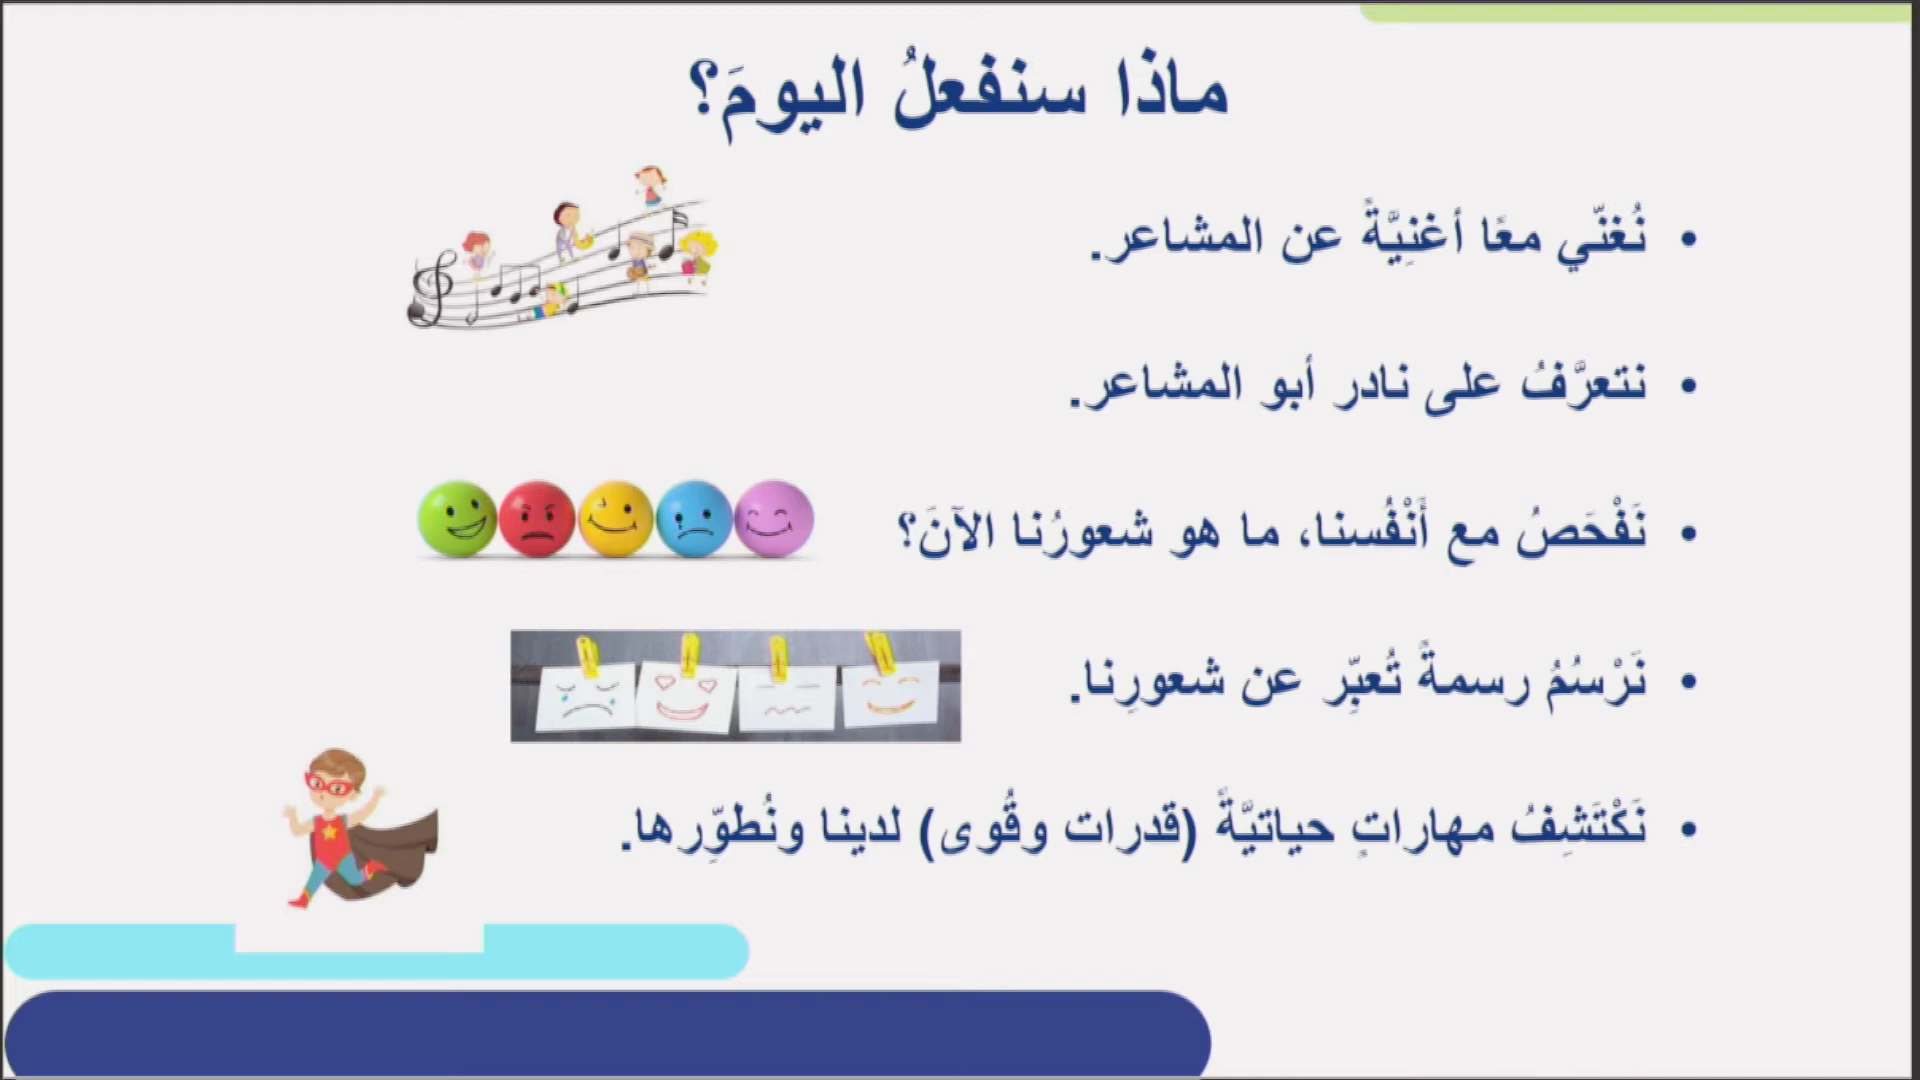 ماذا سنفعلُ اليومَ؟
• نُغنّي معًا أغنِيَّةً عن المشاعر.
• نتعرَّفُ على نادر أبو المشاعر.
• نَفْحَصُ مع أَنْفُسنا، ما هو شعورُنا الآنَ؟
• نَرْسُمُ رسمةً تُعبِّر عن شعورِنا.
• نَكْتَشِفُ مهاراتٍ حياتيَّةً (قدرات وقُوى) لدينا ونُطوِّرها.